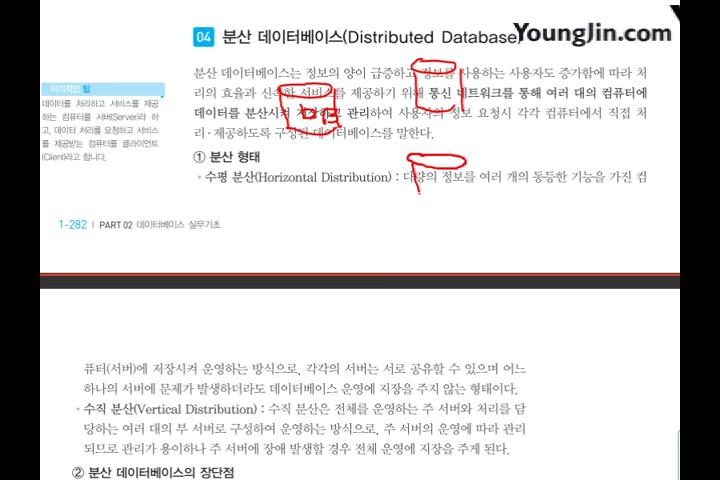 YoungJin.com
04 분산 데이터베이스(Distributed Database)
분산 데이터베이스는 정보의 양이 급증하고 정보를 사용하는 사용자도 증가함에 따라 처
리의 효율과 신속한 서비스를 제공하기 위해 통신 네트워크를 통해 여러 대의 컴퓨터에
데이터를 분산시켜 저장하고 관리하여 사용자의 정보 요청시 각각 컴퓨터에서 직접 처
리·제공하도록 구성된 데이터베이스를 말한다.
이기적인 팁
데이터를 처리하고 서비스를 제공
하는 컴퓨터를 서버(Server)라 하
고, 데이터 처리를 요청하고 서비스
를 제공받는 컴퓨터를 클라이언트
(Client)라고 합니다.
① 분산 형태
• 수평 분산(Horizontal Distribution) : 다량의 정보를 여러 개의 동등한 기능을 가진 컴
1-282 | PART 02 데이터베이스 실무기초
퓨터(서버)에 저장시켜 운영하는 방식으로, 각각의 서버는 서로 공유할 수 있으며 어느
하나의 서버에 문제가 발생하더라도 데이터베이스 운영에 지장을 주지 않는 형태이다.
• 수직 분산(Vertical Distribution) : 수직 분산은 전체를 운영하는 주 서버와 처리를 담
당하는 여러 대의 부 서버로 구성하여 운영하는 방식으로, 주 서버의 운영에 따라 관리
되므로 관리가 용이하나 주 서버에 장애 발생할 경우 전체 운영에 지장을 주게 된다.
② 분산 데이터베이스의 장단점